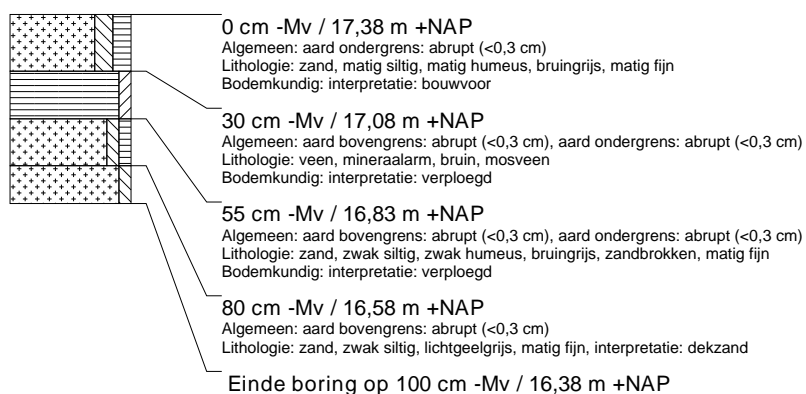 0 cm -Mv / 17,38 m +NAP
Algemeen: aard ondergrens: abrupt (<0,3 cm)
Lithologie: zand, matig siltig, matig humeus, bruingrijs, matig fijn
Bodemkundig: interpretatie: bouwvoor
30 cm -Mv / 17,08 m +NAP
Algemeen: aard bovengrens: abrupt (<0,3 cm), aard ondergrens: abrupt (<0,3 cm)
Lithologie: veen, mineraalarm, bruin, mosveen
Bodemkundig: interpretatie: verploegd
55 cm -Mv / 16,83 m +NAP
Algemeen: aard bovengrens: abrupt (<0,3 cm), aard ondergrens: abrupt (<0,3 cm)
Lithologie: zand, zwak siltig, zwak humeus, bruingrijs, zandbrokken, matig fijn
Bodemkundig: interpretatie: verploegd
80 cm -Mv / 16,58 m +NAP
Algemeen: aard bovengrens: abrupt (<0,3 cm)
Lithologie: zand, zwak siltig, lichtgeelgrijs, matig fijn, interpretatie: dekzand
Einde boring op 100 cm -Mv / 16,38 m +NAP